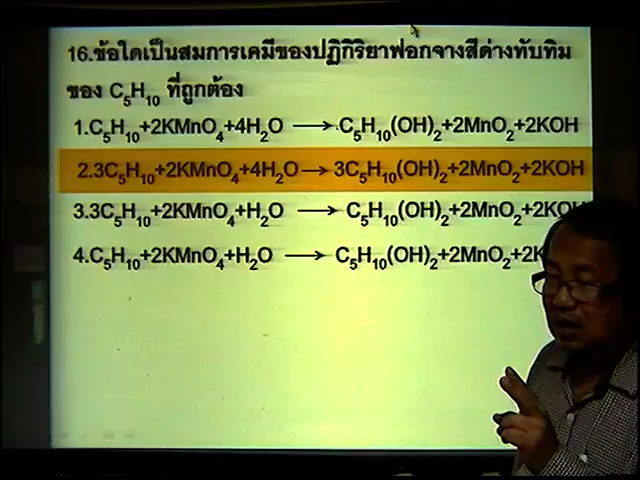 16.ข้อใดเป็นสมการเคมีของปฏิกิริยาฟอกจางสีด่างทับทิม
ของ C₅H₁₀ ที่ถูกต้อง
1.C₅H₁₀+2KMnO₄+4H₂O → C₅H₁₀(OH)₂+2MnO₂+2KOH
2.3C₅H₁₀+2KMnO₄+4H₂O→ 3C₅H₁₀(OH)₂+2MnO₂+2KOH
3.3C₅H₁₀+2KMnO₄+H₂O → C₅H₁₀(OH)₂+2MnO₂+2KOH
4.C₅H₁₀+2KMnO₄+H₂O → C₅H₁₀(OH)₂+2MnO₂+2K